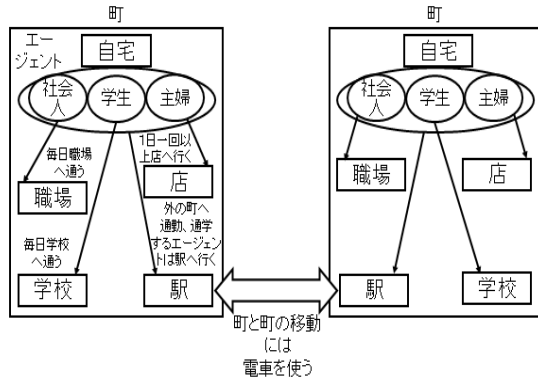 町
エー
ジェント
自宅
社会
人
学生
主婦
毎日職場
へ通う
1日一回以
上店へ行く
職場
店
外の町へ
通勤、通学
するエージェン
トは駅へ行く
毎日学校
へ通う
学校
駅
町
自宅
社会
人
学生
主婦
職場
店
駅
学校
町と町の移動
には
電車を使う